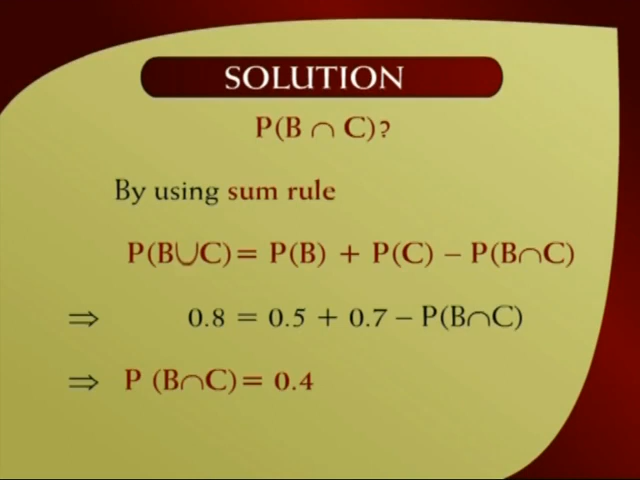 SOLUTION
P(B ∩ C)?
By using sum rule
P(B∪C)= P(B) + P(C) – P(B∩C)
⇒ 0.8 = 0.5 + 0.7 – P(B∩C)
⇒ P (B∩C)= 0.4